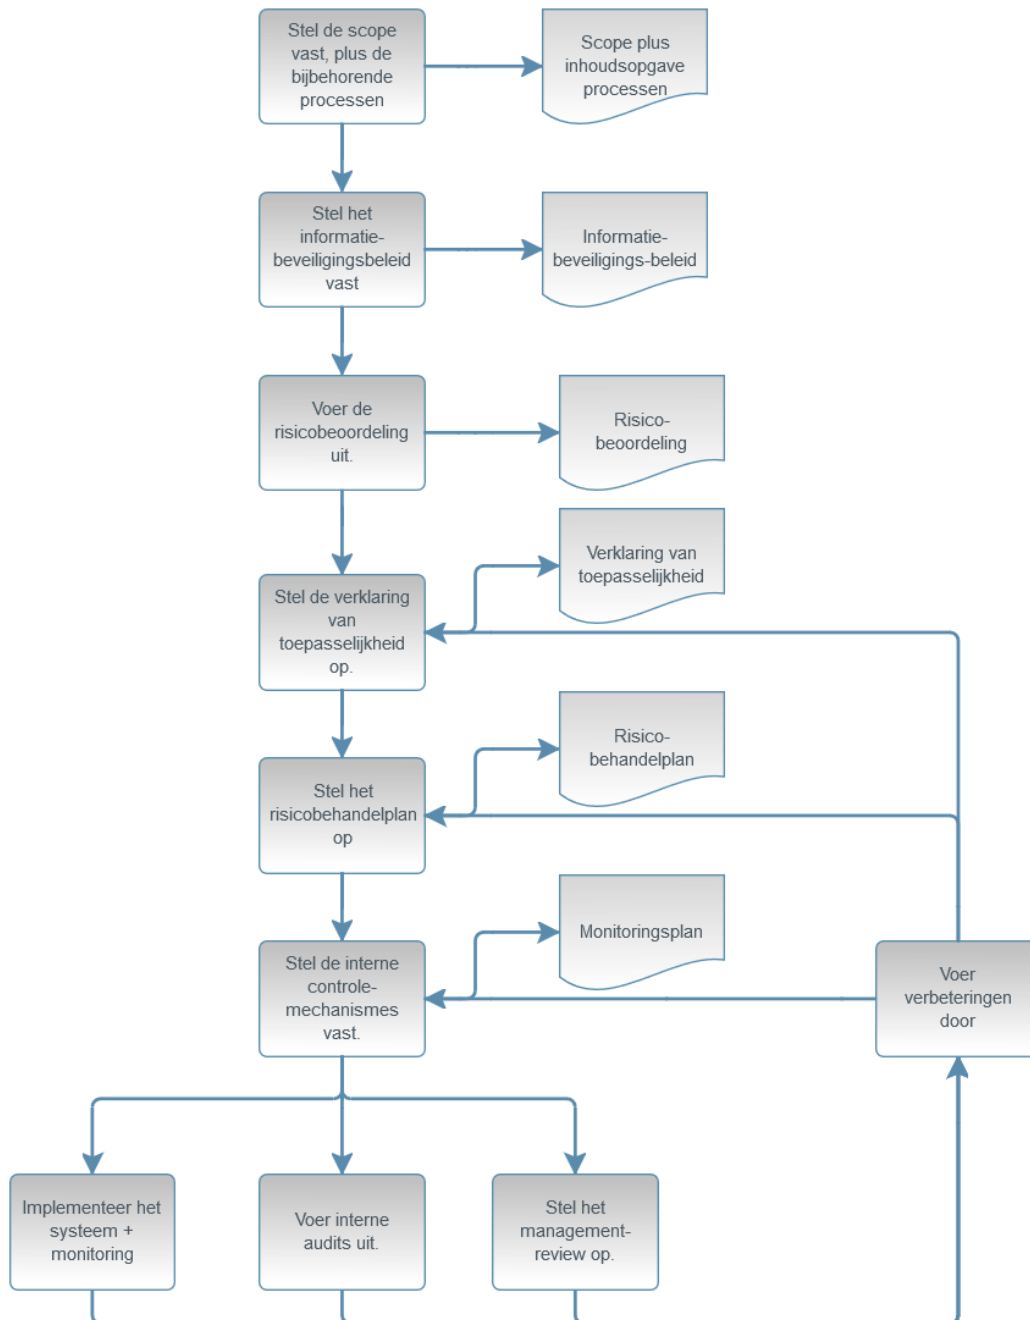 Stel de scope
vast, plus de
bijbehorende
processen
Scope plus
inhoudsopgave
processen
Stel het
informatie-
beveiligingsbeleid
vast
Informatie-
beveiligings-beleid
Voer de
risicobeoordeling
uit.
Risico-
beoordeling
Verklaring van
toepasselijkheid
Stel de verklaring
van
toepasselijkheid
op.
Risico-
behandelplan
Stel het
risicobehandelplan
op
Monitoringsplan
Stel de interne
controle-
mechanismes
vast.
Voer
verbeteringen
door
Implementeer het
systeem +
monitoring
Voer interne
audits uit.
Stel het
management-
review op.